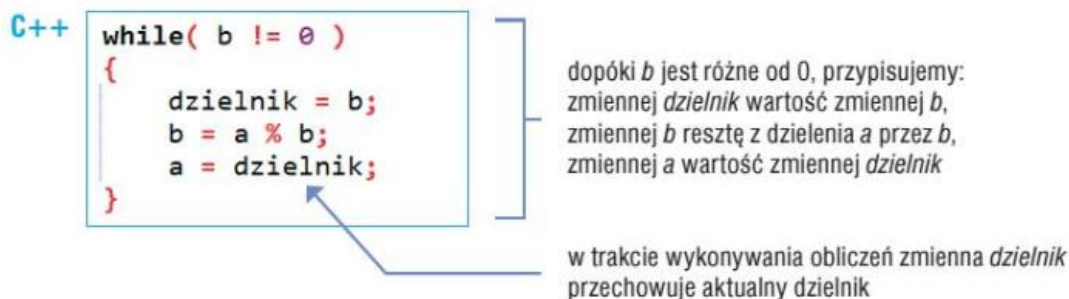 C++
while( b != 0 )
{
dzielnik = b;
b = a % b;
a = dzielnik;
}
dopóki b jest różne od 0, przypisujemy:
zmiennej dzielnik wartość zmiennej b,
zmiennej b resztę z dzielenia a przez b,
zmiennej a wartość zmiennej dzielnik
w trakcie wykonywania obliczeń zmienna dzielnik
przechowuje aktualny dzielnik